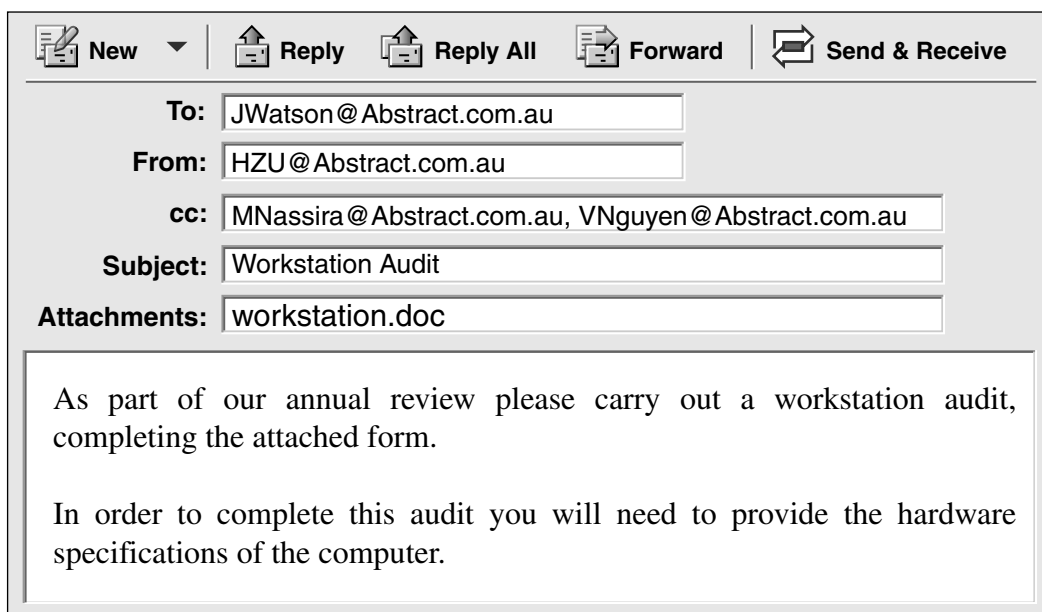 New Reply Reply All Forward Send & Receive
To: JWatson@Abstract.com.au
From: HZU@Abstract.com.au
cc: MNassira@Abstract.com.au, VNguyen@Abstract.com.au
Subject: Workstation Audit
Attachments: workstation.doc
As part of our annual review please carry out a workstation audit,
completing the attached form.
In order to complete this audit you will need to provide the hardware
specifications of the computer.